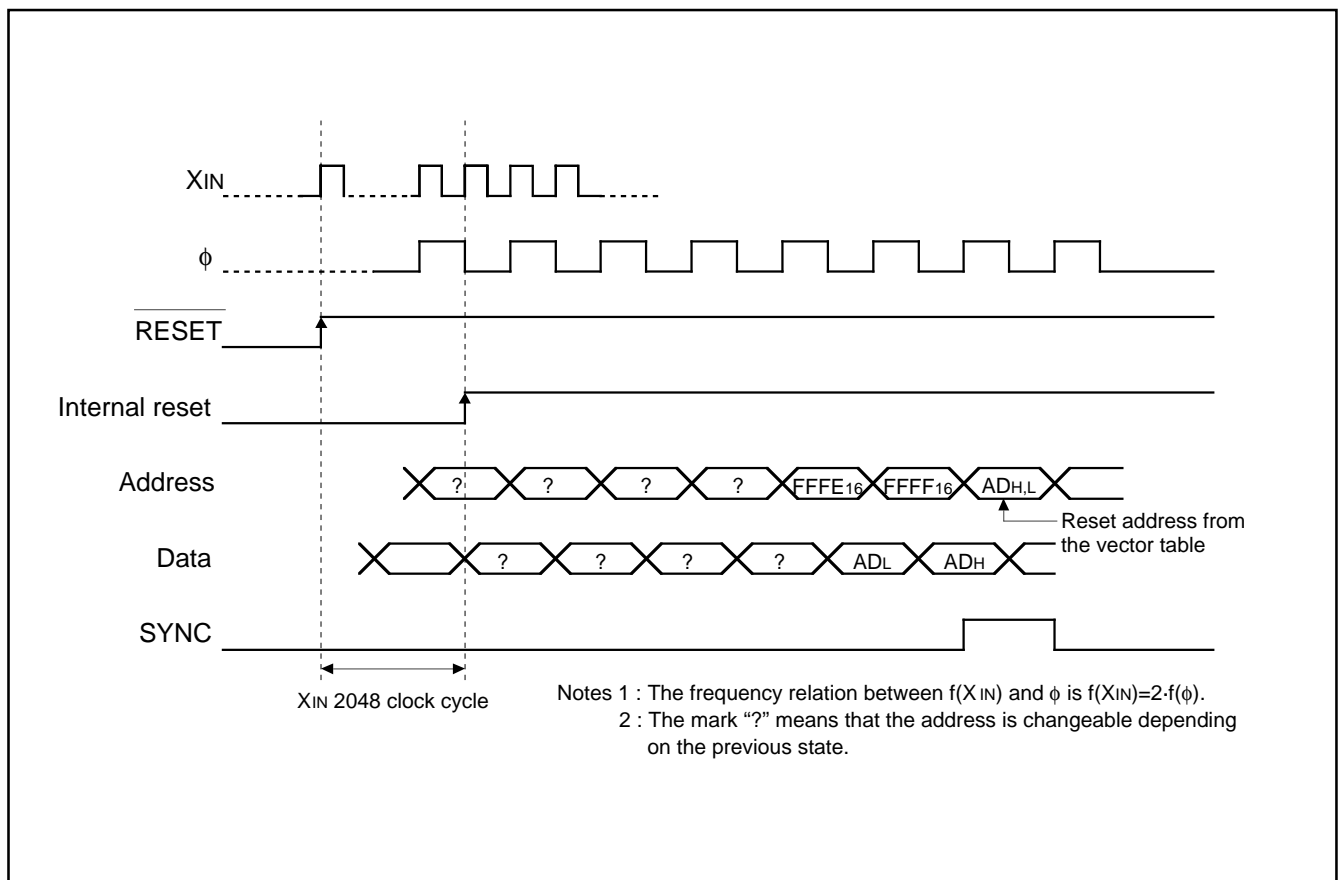 XIN
ϕ
RESET
Internal reset
Address ? ? ? ? FFFE16 FFFF16 ADH,L
Reset address from
the vector table
Data ? ? ? ? ADL ADH
SYNC
XIN 2048 clock cycle
Notes 1 : The frequency relation between f(XIN) and ϕ is f(XIN)=2·f(ϕ).
2 : The mark “?” means that the address is changeable depending
on the previous state.